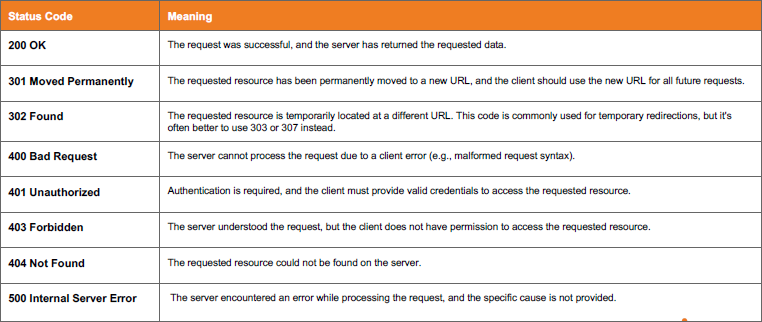 Status Code Meaning
200 OK The request was successful, and the server has returned the requested data.
301 Moved Permanently The requested resource has been permanently moved to a new URL, and the client should use the new URL for all future requests.
302 Found The requested resource is temporarily located at a different URL. This code is commonly used for temporary redirections, but it's
often better to use 303 or 307 instead.
400 Bad Request The server cannot process the request due to a client error (e.g., malformed request syntax).
401 Unauthorized Authentication is required, and the client must provide valid credentials to access the requested resource.
403 Forbidden The server understood the request, but the client does not have permission to access the requested resource.
404 Not Found The requested resource could not be found on the server.
500 Internal Server Error The server encountered an error while processing the request, and the specific cause is not provided.